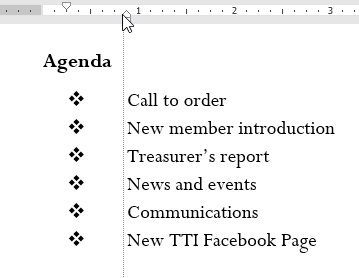 1 2 3
Agenda
❖ Call to order
❖ New member introduction
❖ Treasurer’s report
❖ News and events
❖ Communications
❖ New TTI Facebook Page